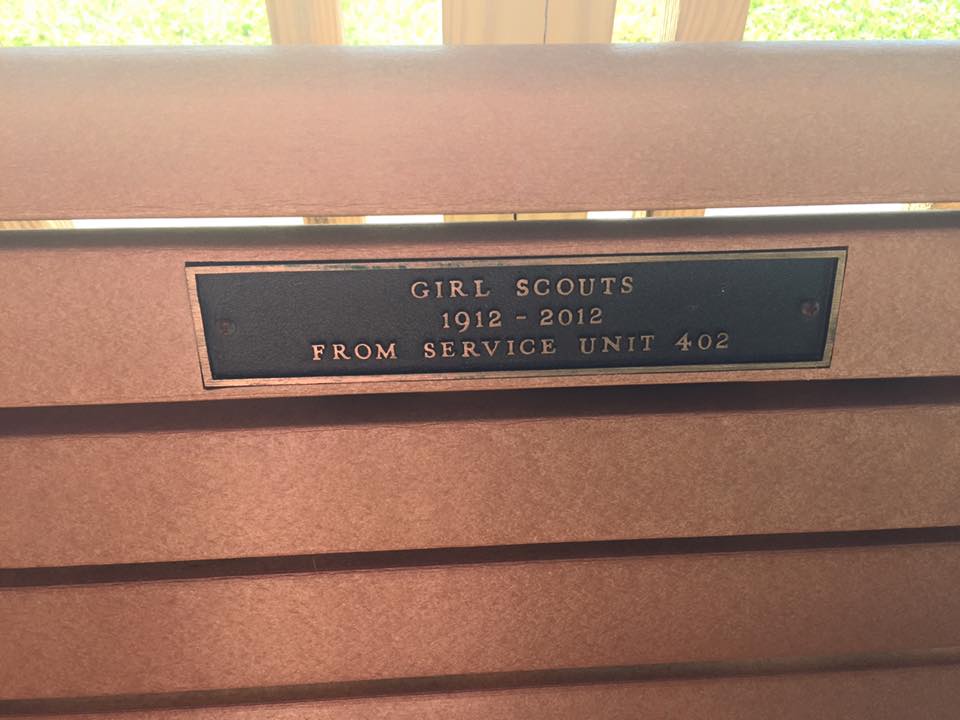 GIRL SCOUTS
1912 - 2012
FROM SERVICE UNIT 402